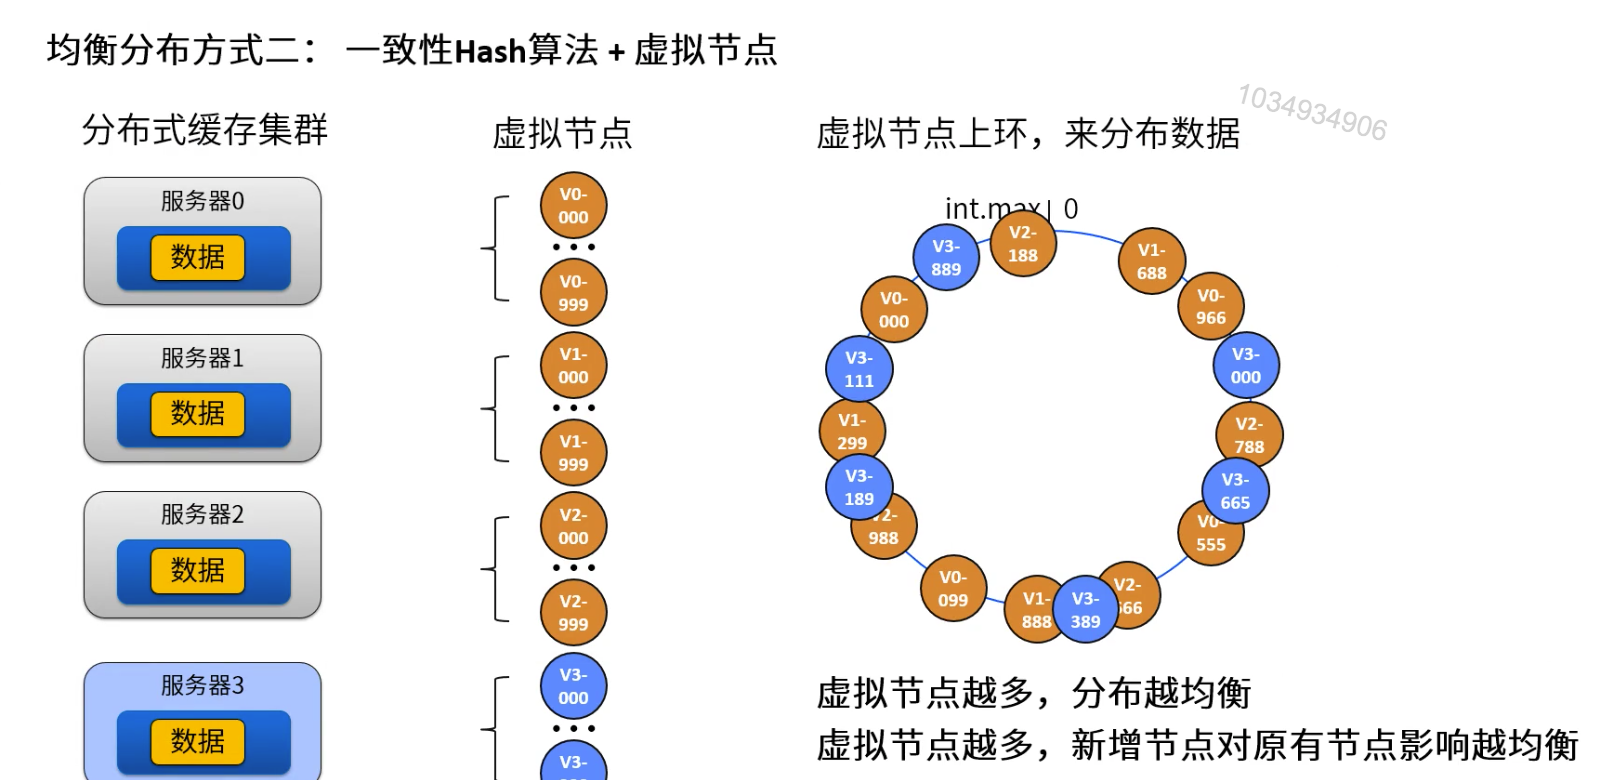 均衡分布方式二： 一致性Hash算法 + 虚拟节点
1034934906
分布式缓存集群
虚拟节点
虚拟节点上环，来分布数据
服务器0
数据
服务器1
数据
服务器2
数据
服务器3
数据
V0-
000
•••
V0-
999
V1-
000
•••
V1-
999
V2-
000
•••
V2-
999
V3-
000
•••
V3-
int.max| 0
V2-
188
V1-
688
V0-
966
V3-
000
V2-
788
V3-
665
V0-
555
V2-
66
V3-
389
V1-
888
V0-
099
V2-
988
V3-
189
V1-
299
V3-
111
V0-
000
V3-
889
虚拟节点越多，分布越均衡
虚拟节点越多，新增节点对原有节点影响越均衡